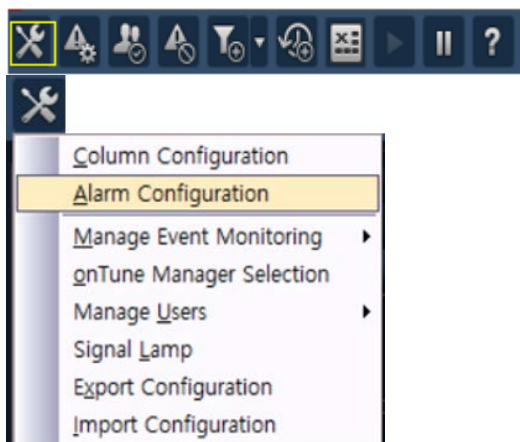 ?
Column Configuration
Alarm Configuration
Manage Event Monitoring
onTune Manager Selection
Manage Users
Signal Lamp
Export Configuration
Import Configuration